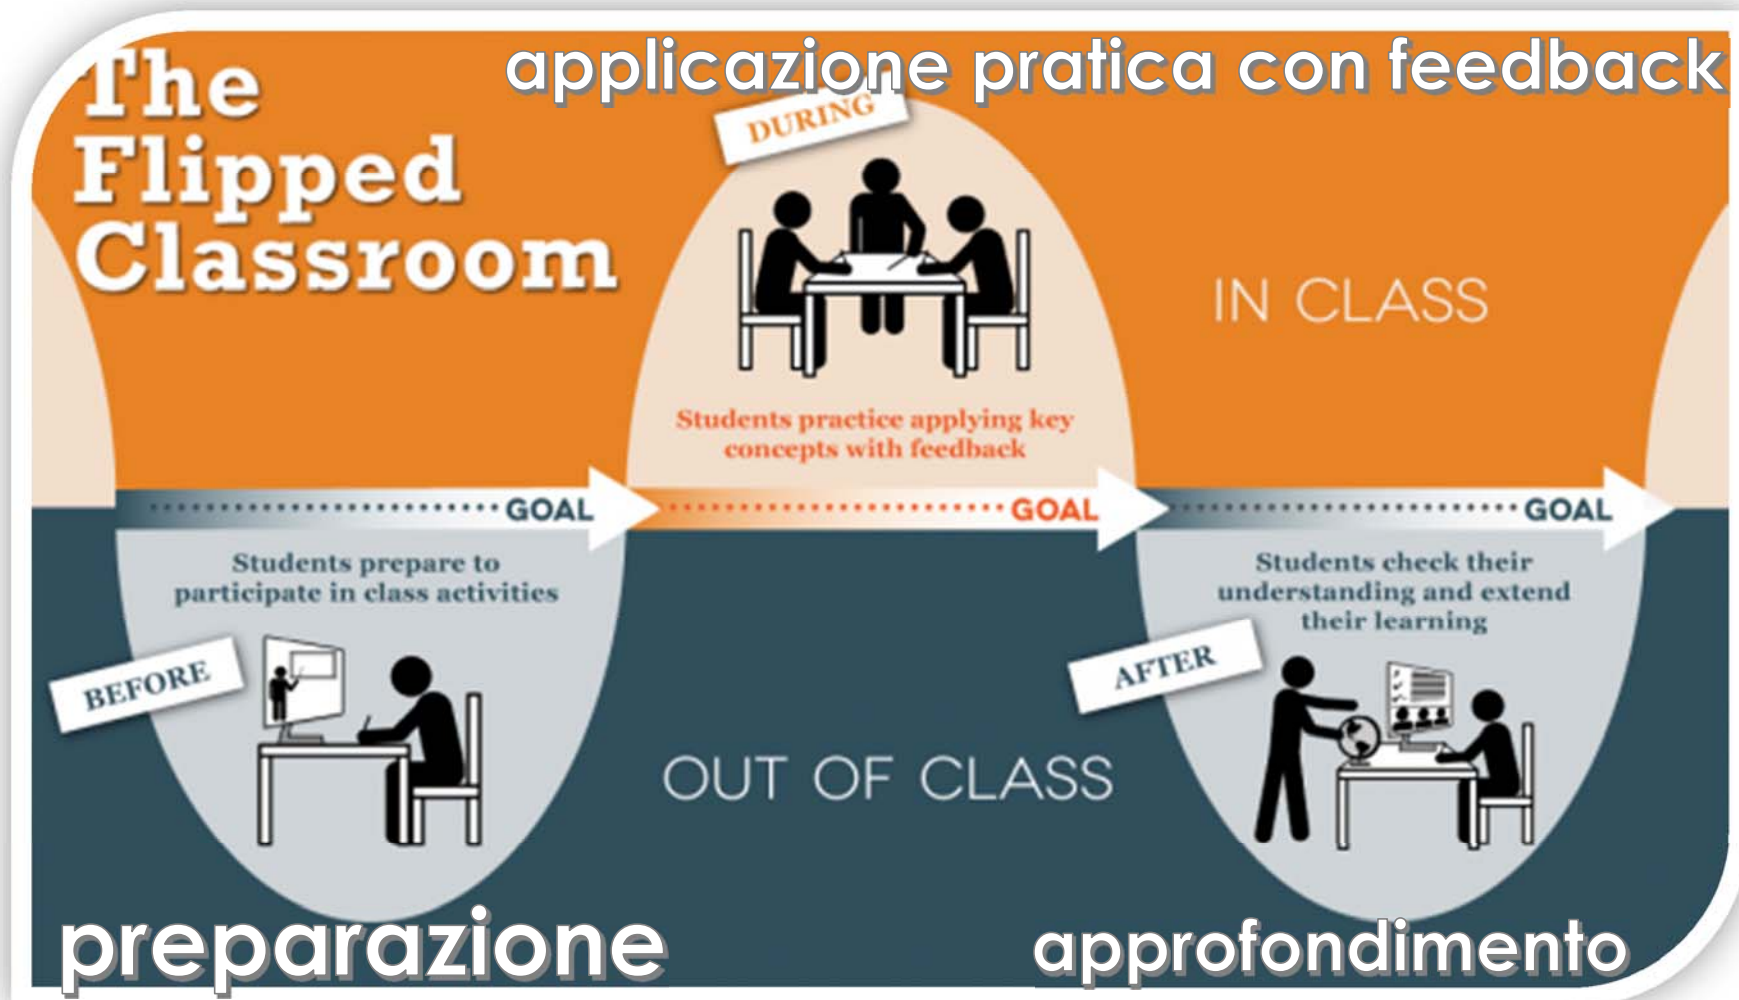 The
Flipped
Classroom
applicazione pratica con feedback
DURING
IN CLASS
Students practice applying key
concepts with feedback
GOAL
GOAL
GOAL
Students prepare to
participate in class activities
BEFORE
OUT OF CLASS
Students check their
understanding and extend
their learning
AFTER
preparazione
approfondimento